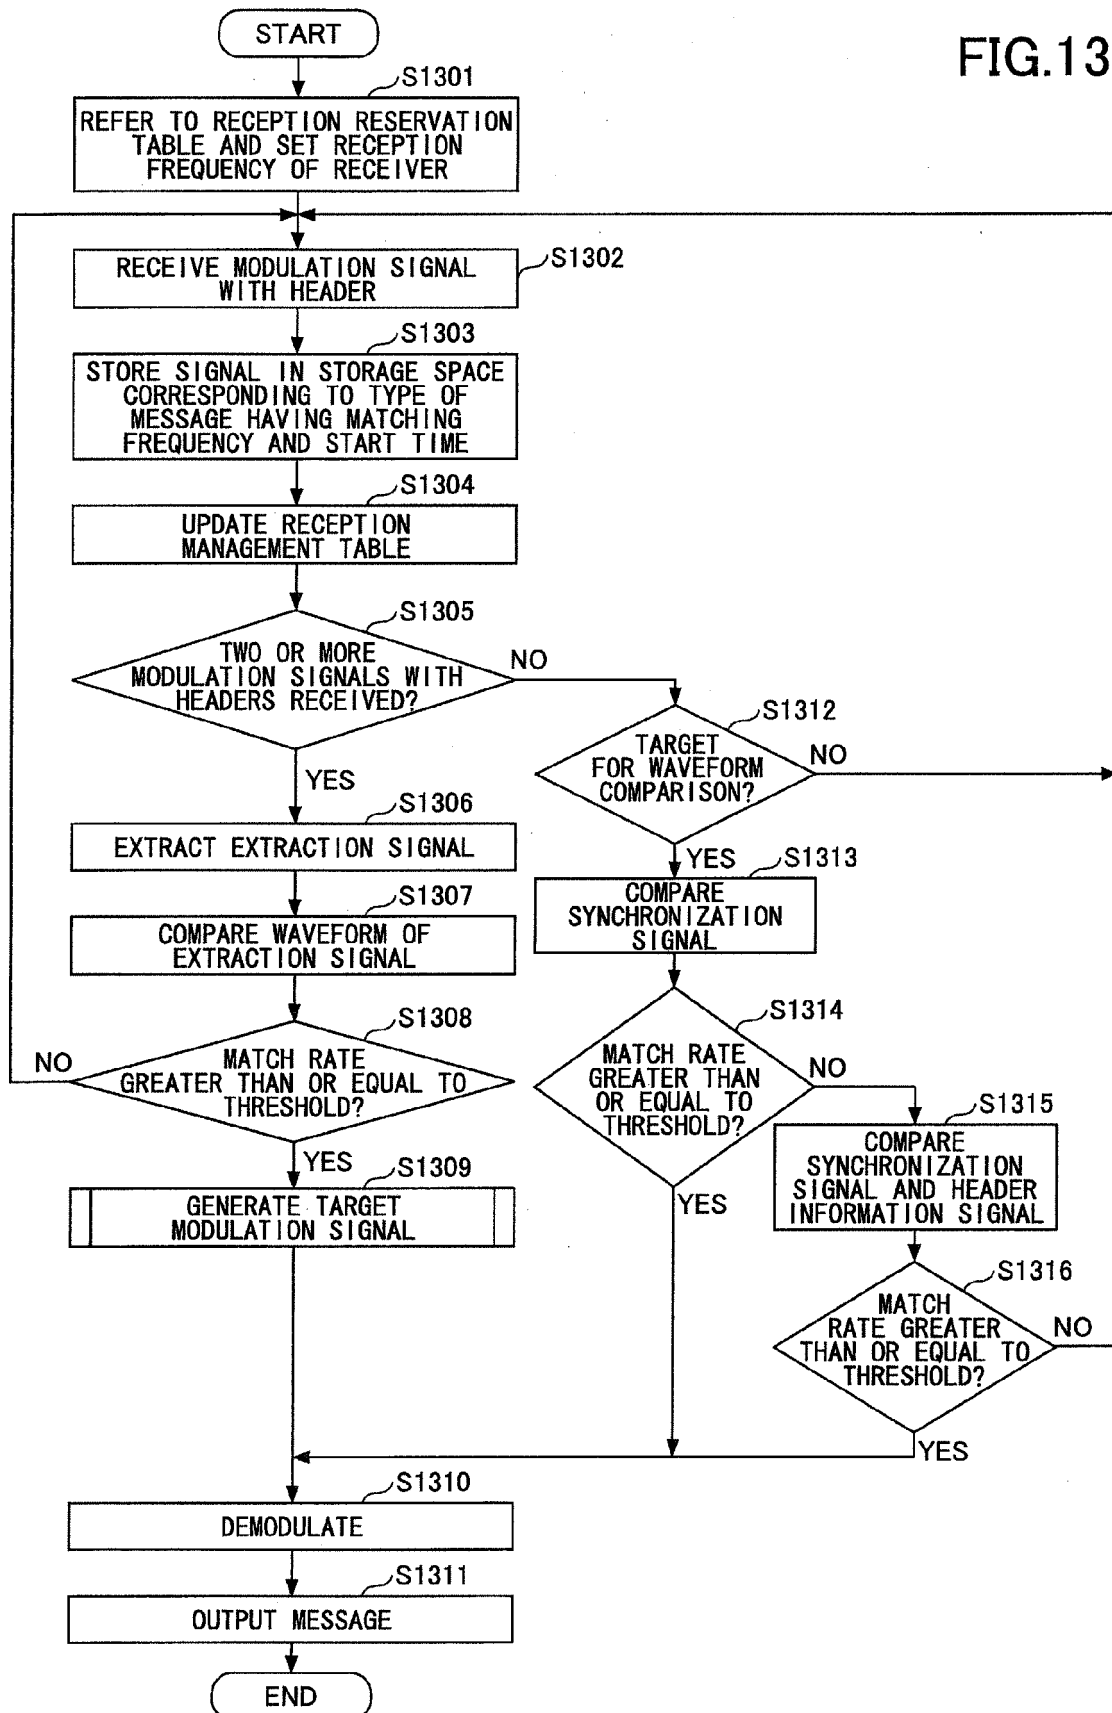 START
FIG.13
S1301
REFER TO RECEPTION RESERVATION
TABLE AND SET RECEPTION
FREQUENCY OF RECEIVER
S1302
RECEIVE MODULATION SIGNAL
WITH HEADER
S1303
STORE SIGNAL IN STORAGE SPACE
CORRESPONDING TO TYPE OF
MESSAGE HAVING MATCHING
FREQUENCY AND START TIME
S1304
UPDATE RECEPTION
MANAGEMENT TABLE
S1305
TWO OR MORE
MODULATION SIGNALS WITH
HEADERS RECEIVED?
NO
YES
S1312
TARGET
FOR WAVEFORM
COMPARISON?
NO
YES
S1306
EXTRACT EXTRACTION SIGNAL
S1313
COMPARE
SYNCHRONIZATION
SIGNAL
S1307
COMPARE WAVEFORM OF
EXTRACTION SIGNAL
S1308
MATCH RATE
GREATER THAN OR EQUAL TO
THRESHOLD?
NO
YES
S1314
MATCH RATE
GREATER THAN
OR EQUAL TO
THRESHOLD?
NO
YES
S1315
COMPARE
SYNCHRONIZATION
SIGNAL AND HEADER
INFORMATION SIGNAL
S1309
GENERATE TARGET
MODULATION SIGNAL
S1316
MATCH
RATE GREATER
THAN OR EQUAL TO
THRESHOLD?
NO
YES
S1310
DEMODULATE
S1311
OUTPUT MESSAGE
END